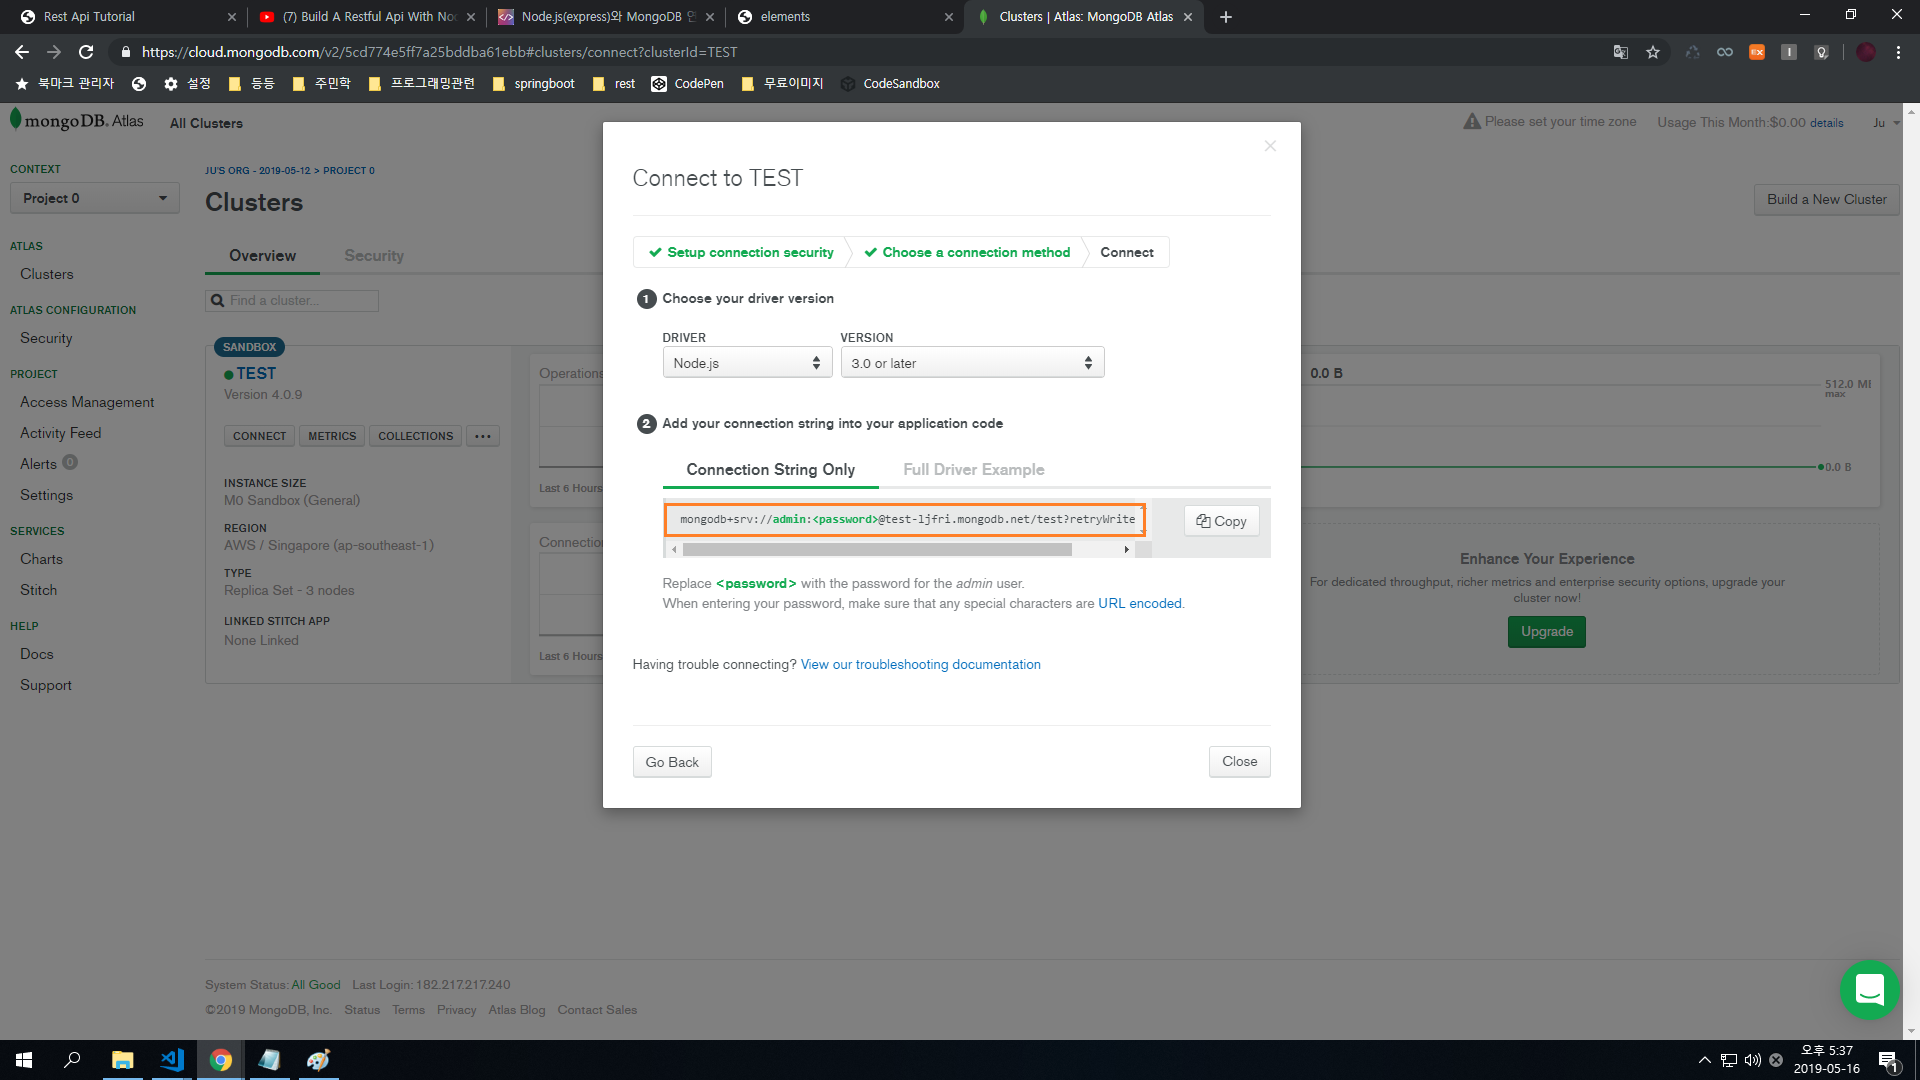 Rest Api Tutorial
(7) Build A Restful Api With No
Node.js(express)와 MongoDB 연
elements
Clusters | Atlas: MongoDB Atlas
https://cloud.mongodb.com/v2/5cd774e5ff7a25bddba61ebb#clusters/connect?clusterId=TEST
북마크 관리자
설정
등등
주민학
프로그래밍관련
springboot
rest
CodePen
무료이미지
CodeSandbox
mongoDB. Atlas
All Clusters
Please set your time zone
Usage This Month:$0.00 details
Ju
CONTEXT
Project 0
ATLAS
Clusters
ATLAS CONFIGURATION
Security
PROJECT
Access Management
Activity Feed
Alerts 0
Settings
SERVICES
Charts
Stitch
HELP
Docs
Support
JU'S ORG - 2019-05-12 > PROJECT 0
Clusters
Build a New Cluster
Overview
Security
Find a cluster...
SANDBOX
TEST
Version 4.0.9
CONNECT
METRICS
COLLECTIONS
...
INSTANCE SIZE
M0 Sandbox (General)
REGION
AWS / Singapore (ap-southeast-1)
TYPE
Replica Set - 3 nodes
LINKED STITCH APP
None Linked
Operations
Last 6 Hours
Connection
Last 6 Hours
Connect to TEST
Setup connection security
Choose a connection method
Connect
1 Choose your driver version
DRIVER
VERSION
Node.js
3.0 or later
2 Add your connection string into your application code
Connection String Only
Full Driver Example
mongodb+srv://admin:<password>@test-ljfri.mongodb.net/test?retryWrite
Copy
Replace <password> with the password for the admin user.
When entering your password, make sure that any special characters are URL encoded.
Having trouble connecting? View our troubleshooting documentation
Go Back
Close
0.0 B
512.0 MB
max
0.0 B
Enhance Your Experience
For dedicated throughput, richer metrics and enterprise security options, upgrade your
cluster now!
Upgrade
System Status: All Good Last Login: 182.217.217.240
©2019 MongoDB, Inc. Status Terms Privacy Atlas Blog Contact Sales
오후 5:37
2019-05-16
1